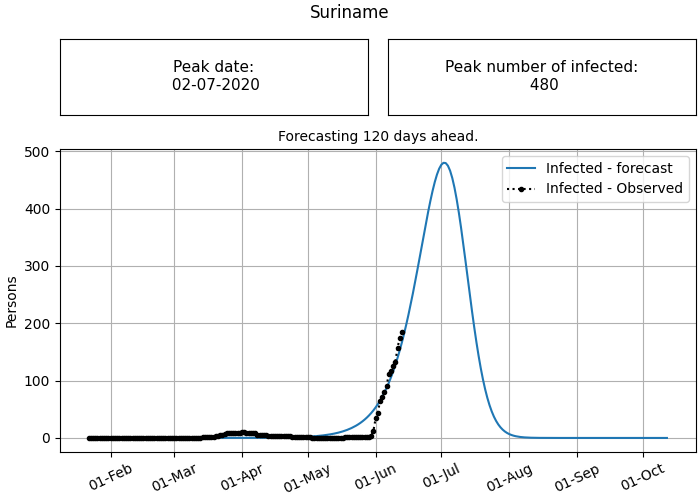 Suriname
Peak date:
02-07-2020
Peak number of infected:
480
Forecasting 120 days ahead.
500
400
300
200
100
0
Persons
Infected - forecast
Infected - Observed
01-Feb
01-Mar
01-Apr
01-May
01-Jun
01-Jul
01-Aug
01-Sep
01-Oct